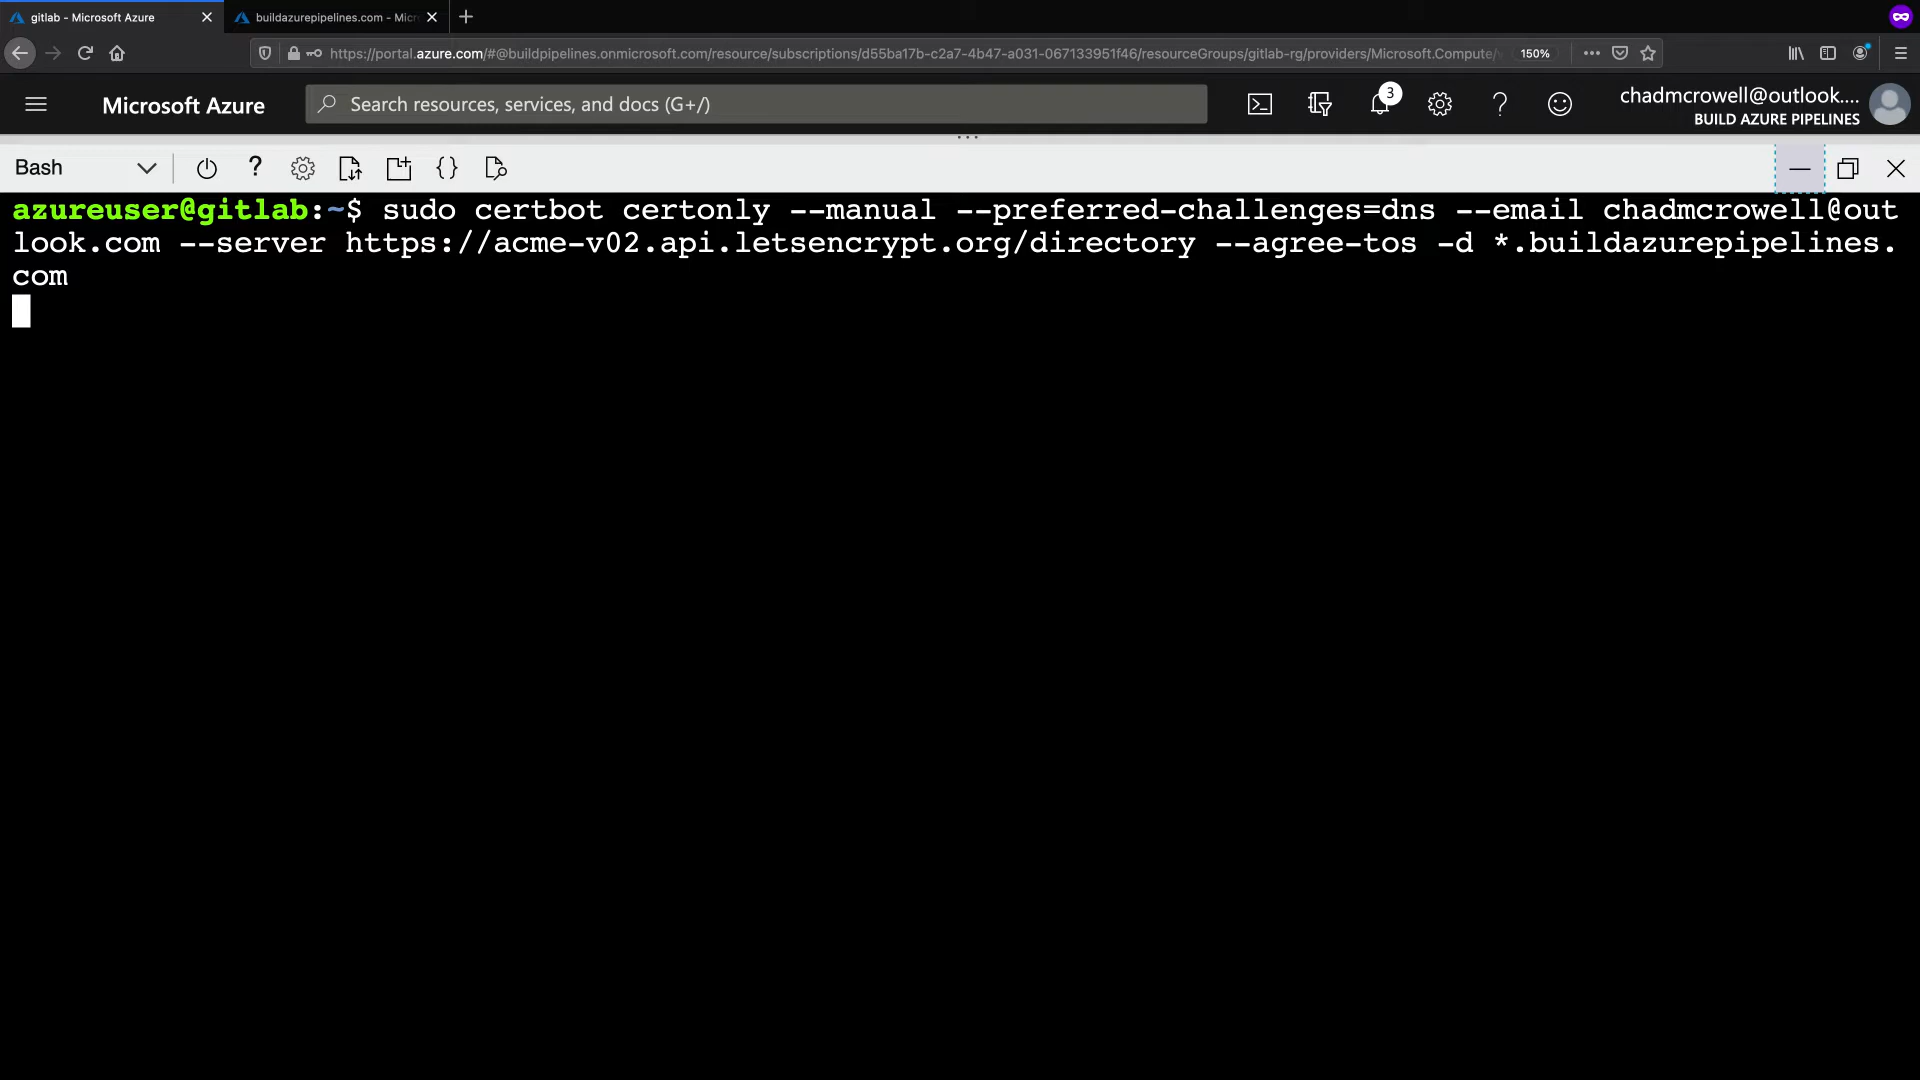 gitlab - Microsoft Azure
buildazurepipelines.com - Micr
https://portal.azure.com/#@buildpipelines.onmicrosoft.com/resource/subscriptions/d55ba17b-c2a7-4b47-a031-067133951f46/resourceGroups/gitlab-rg/providers/Microsoft.Compute/
150%
Microsoft Azure
Search resources, services, and docs (G+/)
3
chadmcrowell@outlook....
BUILD AZURE PIPELINES
Bash
azureuser@gitlab:~$ sudo certbot certonly --manual --preferred-challenges=dns --email chadmcrowell@out
look.com --server https://acme-v02.api.letsencrypt.org/directory --agree-tos -d *.buildazurepipelines.
com